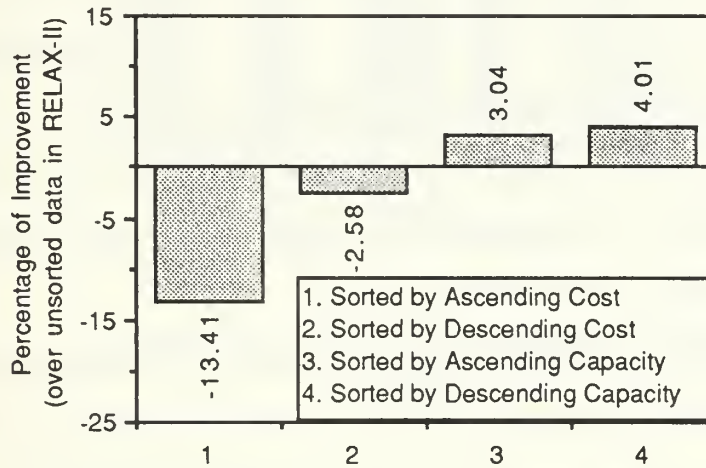 Percentage of Improvement
(over unsorted data in RELAX-II)
15
5
-5
-15
-25
-13.41
-2.58
3.04
4.01
1. Sorted by Ascending Cost
2. Sorted by Descending Cost
3. Sorted by Ascending Capacity
4. Sorted by Descending Capacity
1 2 3 4